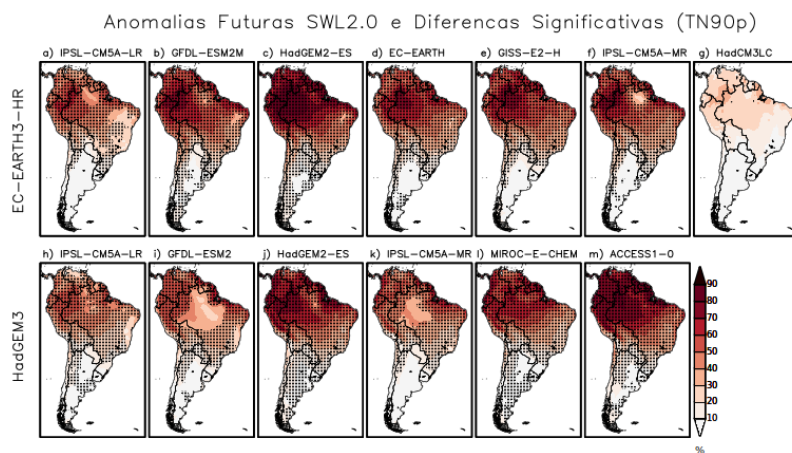 Anomalias Futuras SWL2.0 e Diferencas Significativas (TN90p)
a) IPSL-CM5A-LR b) GFDL-ESM2M c) HadGEM2-ES d) EC-EARTH e) GISS-E2-H f) IPSL-CM5A-MR g) HadCM3LC
EC-EARTH3-HR
h) IPSL-CM5A-LR i) GFDL-ESM2 j) HadGEM2-ES k) IPSL-CM5A-MR l) MIROC-E-CHEM m) ACCESS1-0
HadGEM3
90
80
70
60
50
40
30
20
10
%